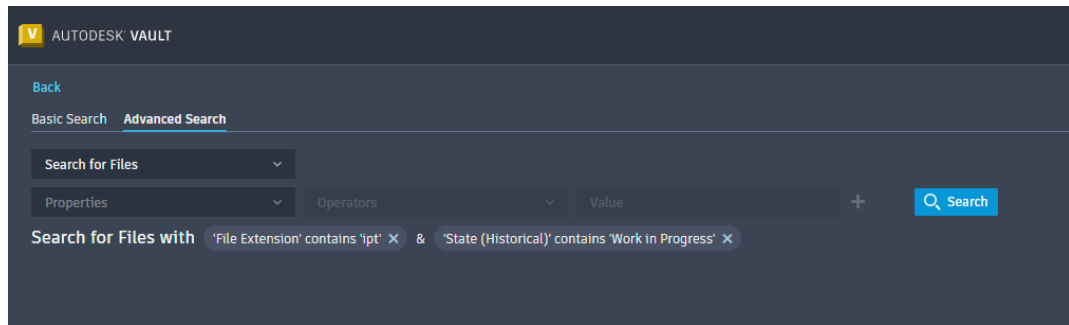 V AUTODESK® VAULT
Back
Basic Search Advanced Search
Search for Files
Properties Operators Value + Search
Search for Files with 'File Extension' contains 'ipt' × & 'State (Historical)' contains 'Work in Progress' ×